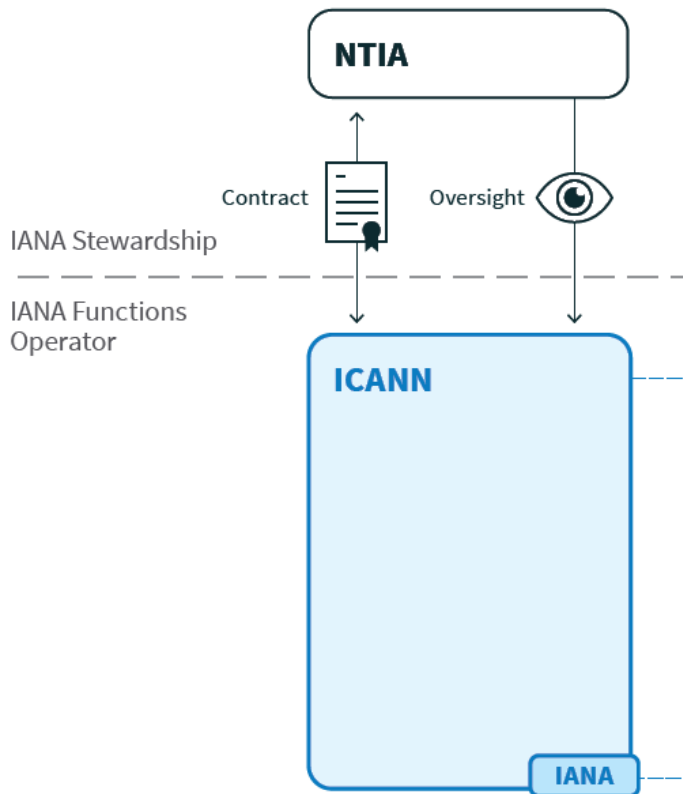 NTIA
Contract
Oversight
IANA Stewardship
IANA Functions
Operator
ICANN
IANA